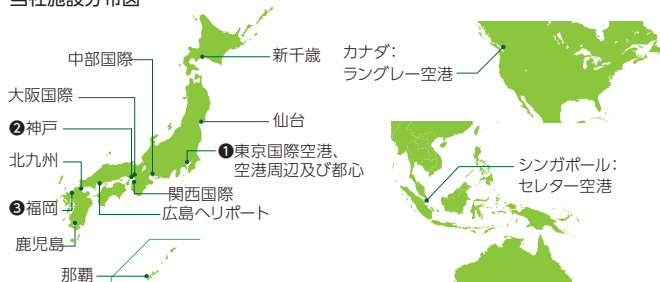 当社施設分布図
中部国際
新千歳
大阪国際
❷神戸
仙台
北九州
❶東京国際空港、
空港周辺及び都心
❸福岡
関西国際
広島ヘリポート
鹿児島
那覇
カナダ：
ラングレー空港
シンガポール：
セレター空港